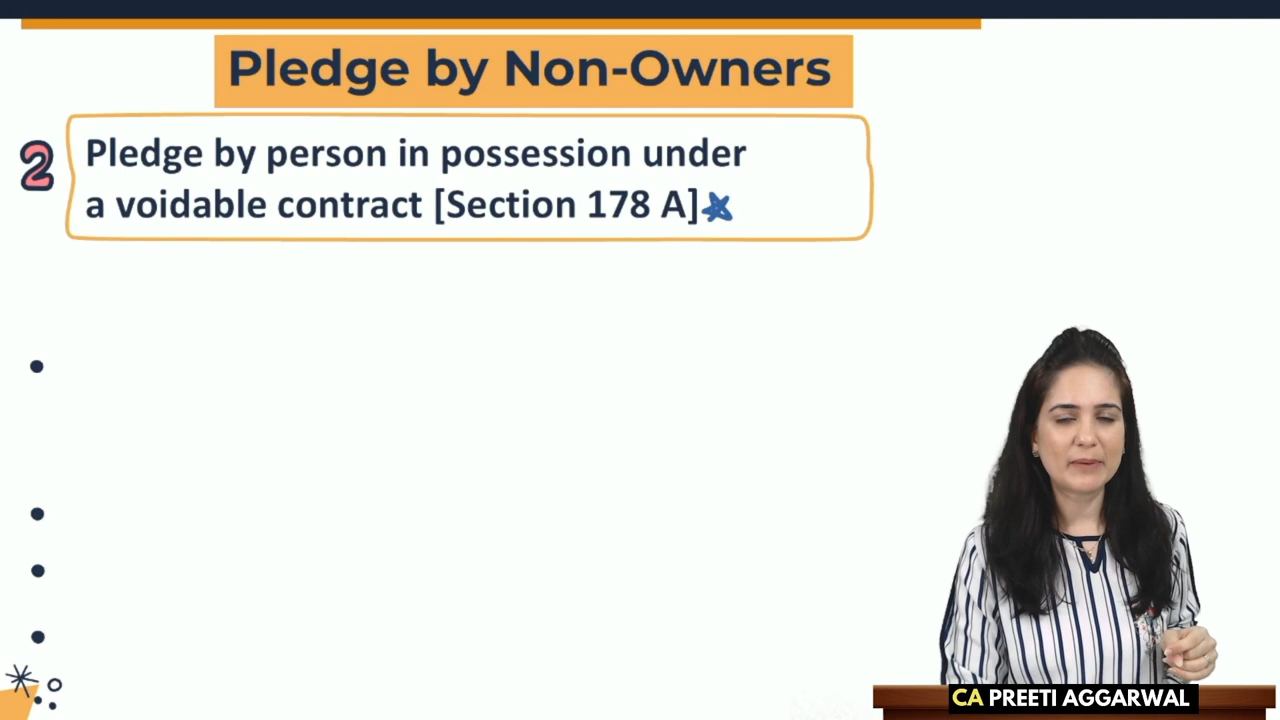 Pledge by Non-Owners
2
Pledge by person in possession under
a voidable contract [Section 178 A]
CA PREETI AGGARWAL